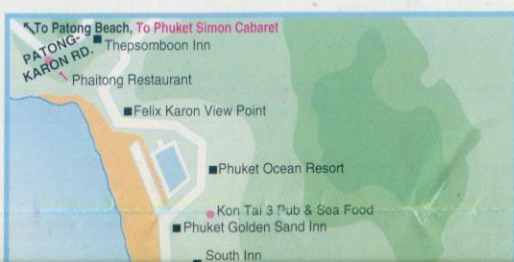 To Patong Beach, To Phuket Simon Cabaret
PATONG-
KARON RD.
Thepsomboon Inn
Phaitong Restaurant
Felix Karon View Point
Phuket Ocean Resort
Kon Tai 3 Pub & Sea Food
Phuket Golden Sand Inn
South Inn